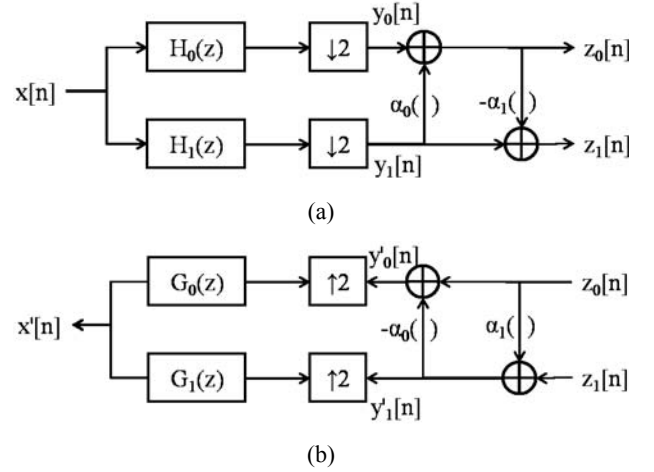 y₀[n]
H₀(z) ↓2 z₀[n]
x[n] α₀( ) -α₁( )
H₁(z) ↓2 z₁[n]
y₁[n]
(a)
y'₀[n]
G₀(z) ↑2 z₀[n]
x'[n] -α₀( ) α₁( )
G₁(z) ↑2 z₁[n]
y'₁[n]
(b)